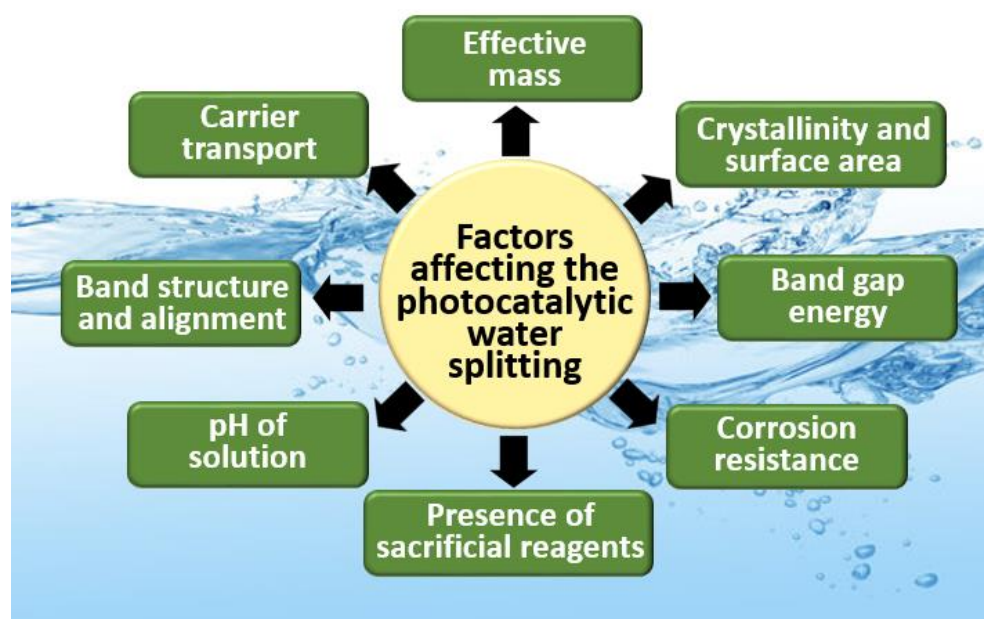 Effective
mass
Carrier
transport
Crystallinity and
surface area
Factors
affecting the
photocatalytic
water
splitting
Band structure
and alignment
Band gap
energy
pH of
solution
Corrosion
resistance
Presence of
sacrificial reagents